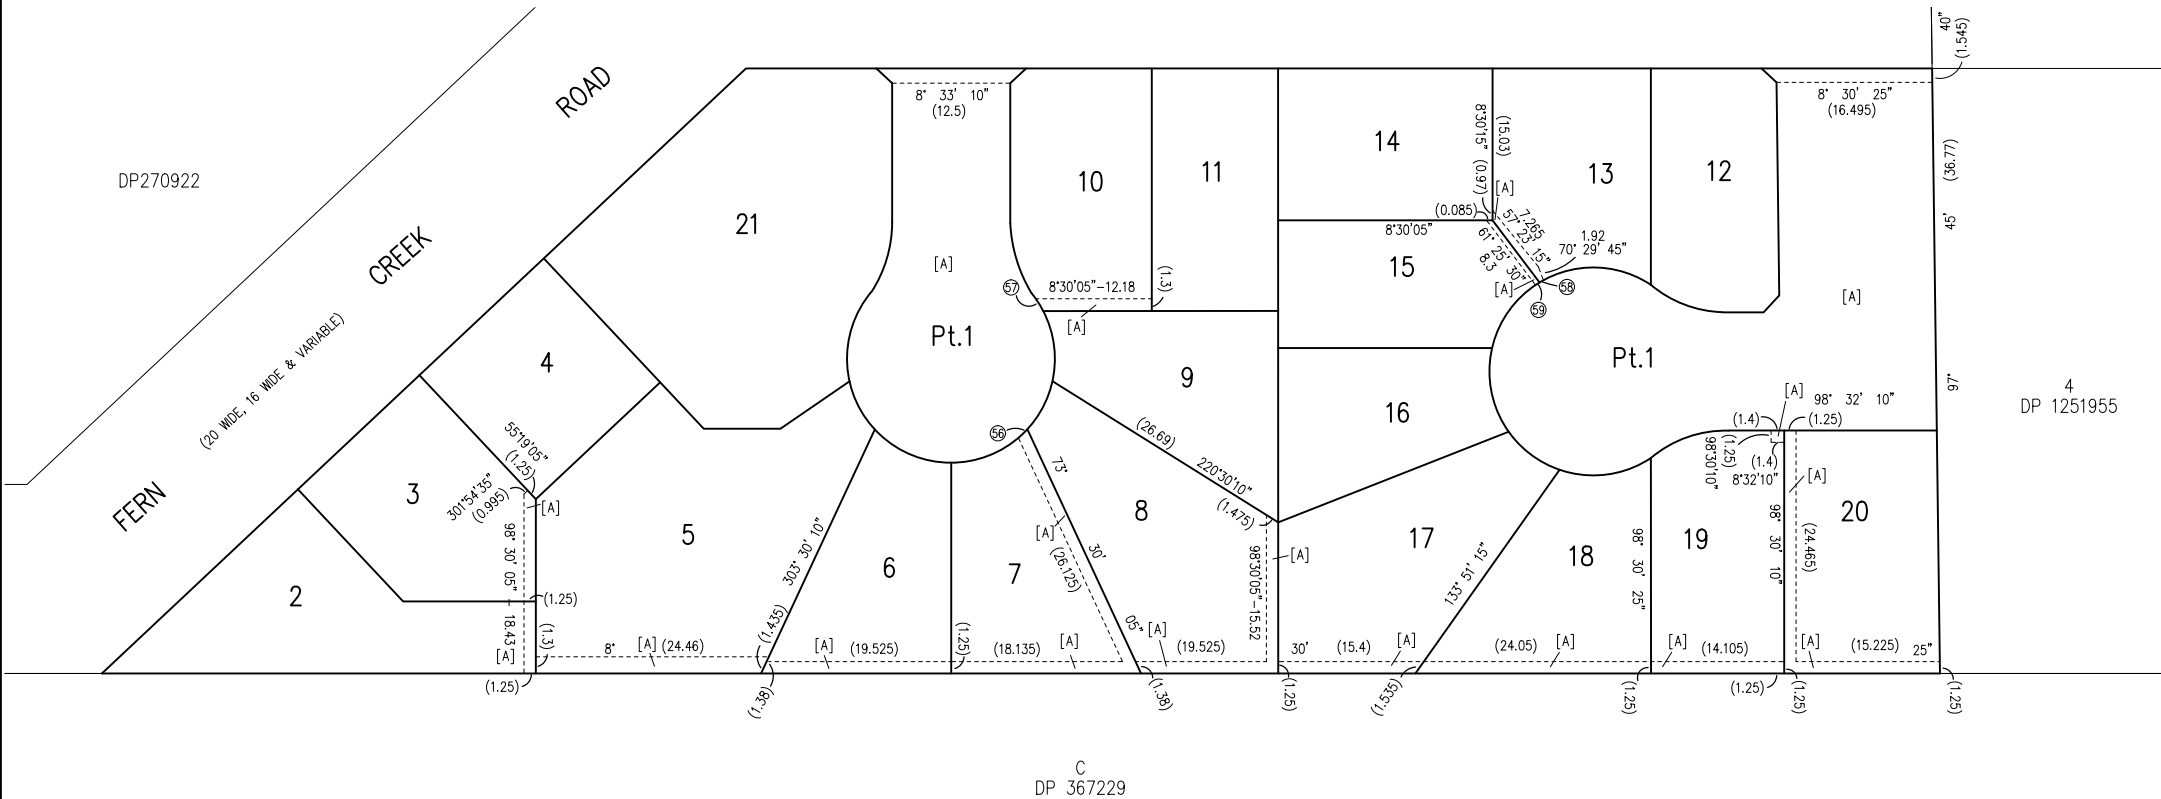 40"
(1.545)
ROAD
CREEK
FERN
(20 WIDE, 16 WIDE & VARIABLE)
DP270922
8° 33' 10"
(12.5)
8° 30' 25"
(16.495)
(36.77)
45'
97°
21
10
11
14
13
12
8°30'15"
(0.97)
(15.03)
[A]
(0.085)
8°30'05"
7.265
57° 23' 15"
1.92
70° 29' 45"
61° 25' 30"
8.3
[A]
58
59
15
[A]
57
8°30'05"-12.18
(1.3)
[A]
[A]
Pt.1
Pt.1
4
9
16
4
DP 1251955
[A]
98° 32' 10"
(1.4)
(1.25)
(1.25)
98°30'10"
(1.4)
8°32'10"
[A]
55°19'05"
(1.25)
301°54'35"
(0.995)
[A]
3
56
73°
30'
05"
(26.69)
220°30'10"
(1.475)
[A]
(26.125)
98° 30' 05" - 18.43
5
303° 30' 10"
(1.435)
6
7
8
98°30'05"-15.52
[A]
17
133° 51' 15"
18
98° 30' 25"
19
98° 30' 10"
(24.465)
20
2
(1.25)
(1.3)
[A]
8°
[A] (24.46)
[A]
(19.525)
(1.25)
(18.135)
[A]
[A]
(19.525)
30'
(15.4)
[A]
(24.05)
[A]
[A]
(14.105)
[A]
(15.225)
25"
(1.25)
(1.38)
(1.38)
(1.25)
(1.535)
(1.25)
(1.25)
(1.25)
(1.25)
C
DP 367229